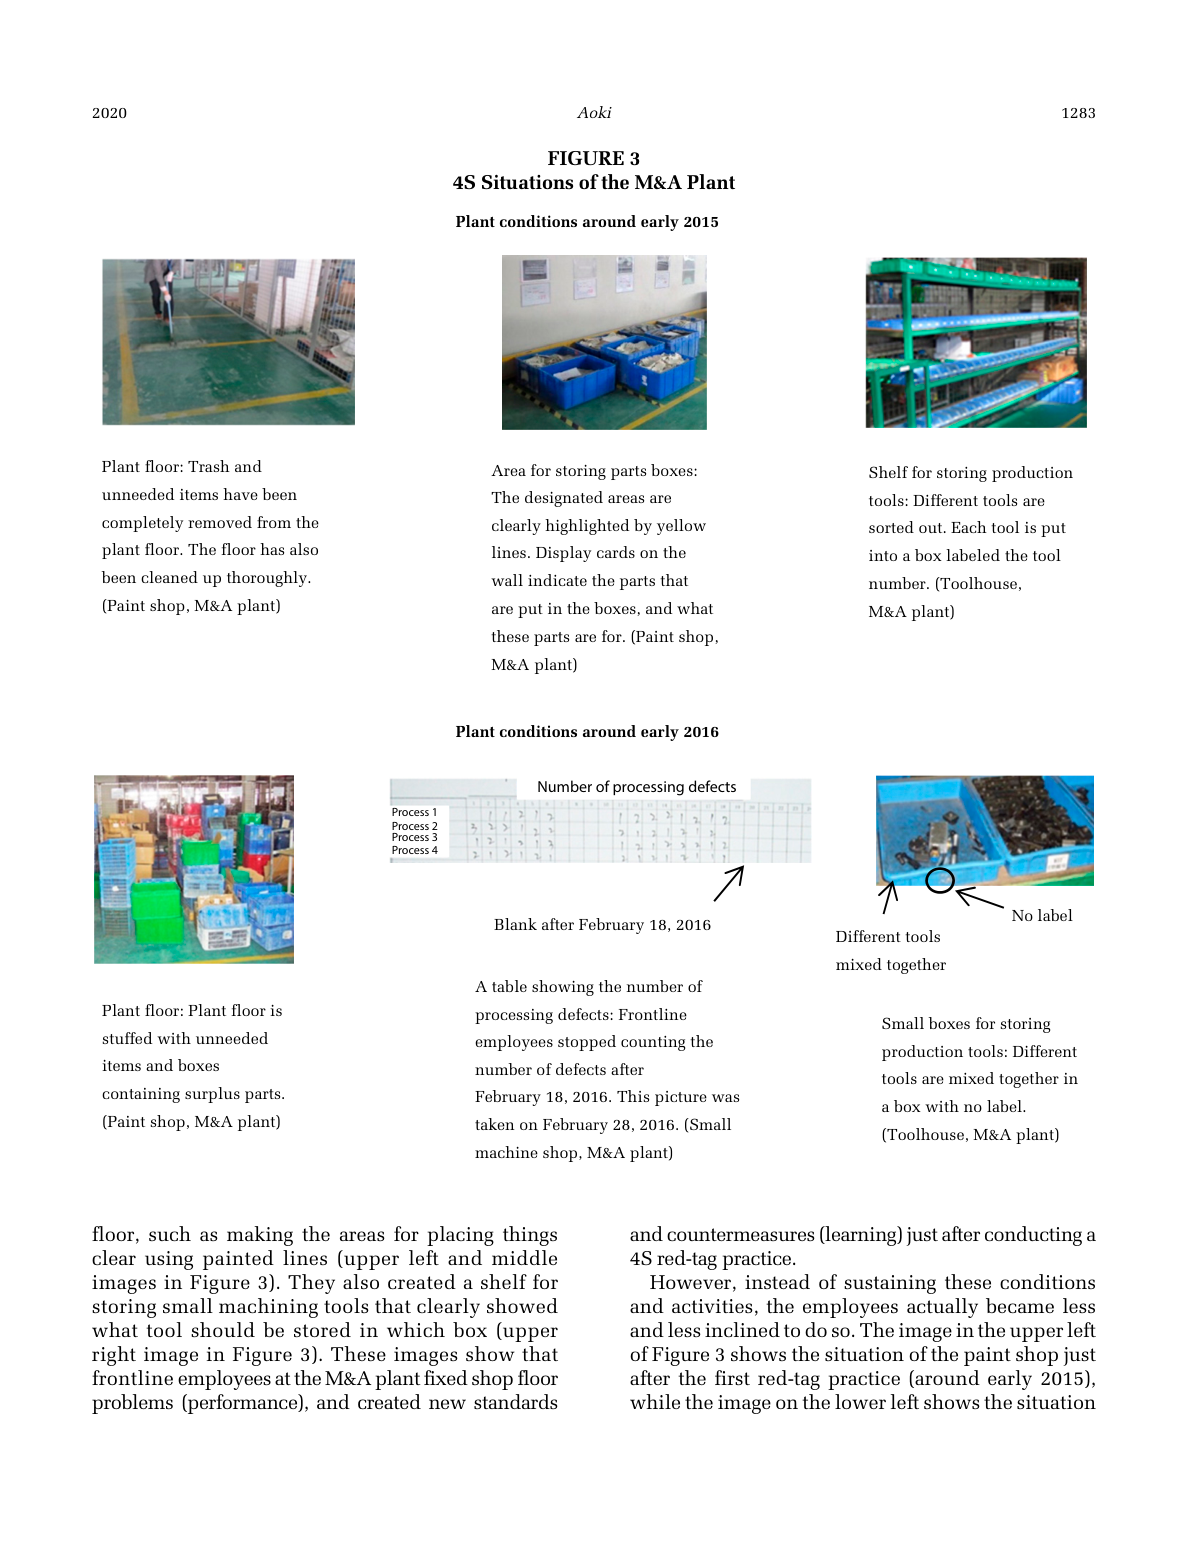 2020
Aoki
1283
FIGURE 3
4S Situations of the M&A Plant
Plant conditions around early 2015
Plant floor: Trash and
unneeded items have been
completely removed from the
plant floor. The floor has also
been cleaned up thoroughly.
(Paint shop, M&A plant)
Area for storing parts boxes:
The designated areas are
clearly highlighted by yellow
lines. Display cards on the
wall indicate the parts that
are put in the boxes, and what
these parts are for. (Paint shop,
M&A plant)
Shelf for storing production
tools: Different tools are
sorted out. Each tool is put
into a box labeled the tool
number. (Toolhouse,
M&A plant)
Plant conditions around early 2016
Number of processing defects
Process 1
Process 2
Process 3
Process 4
Blank after February 18, 2016
No label
Different tools
mixed together
Plant floor: Plant floor is
stuffed with unneeded
items and boxes
containing surplus parts.
(Paint shop, M&A plant)
A table showing the number of
processing defects: Frontline
employees stopped counting the
number of defects after
February 18, 2016. This picture was
taken on February 28, 2016. (Small
machine shop, M&A plant)
Small boxes for storing
production tools: Different
tools are mixed together in
a box with no label.
(Toolhouse, M&A plant)
floor, such as making the areas for placing things
clear using painted lines (upper left and middle
images in Figure 3). They also created a shelf for
storing small machining tools that clearly showed
what tool should be stored in which box (upper
right image in Figure 3). These images show that
frontline employees at the M&A plant fixed shop floor
problems (performance), and created new standards
and countermeasures (learning) just after conducting a
4S red-tag practice.
However, instead of sustaining these conditions
and activities, the employees actually became less
and less inclined to do so. The image in the upper left
of Figure 3 shows the situation of the paint shop just
after the first red-tag practice (around early 2015),
while the image on the lower left shows the situation